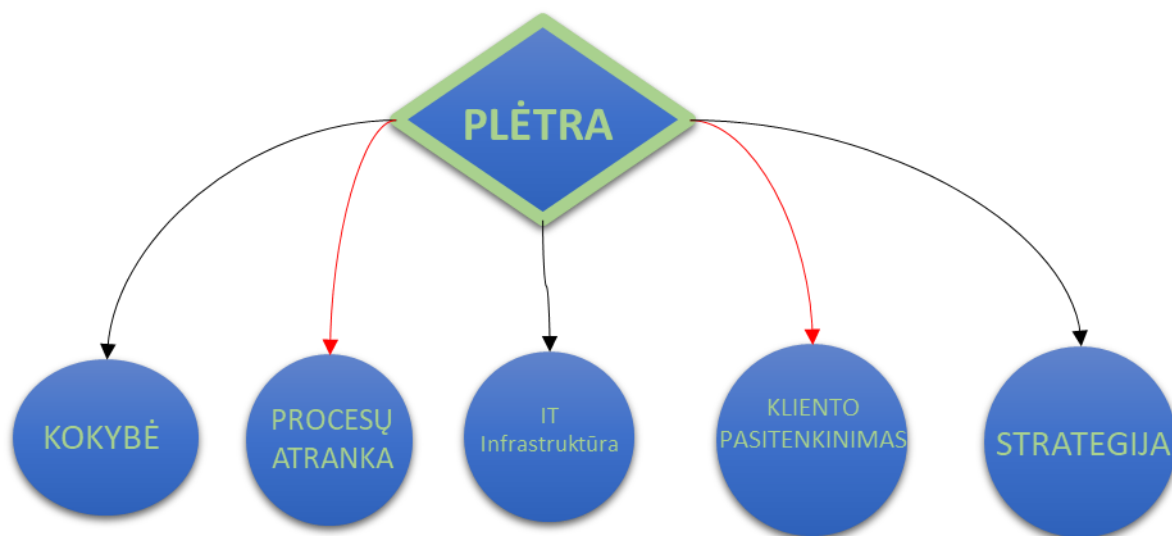 PLĖTRA
KOKYBĖ
PROCESŲ
ATRANKA
IT
Infrastruktūra
KLIENTO
PASITENKINIMAS
STRATEGIJA